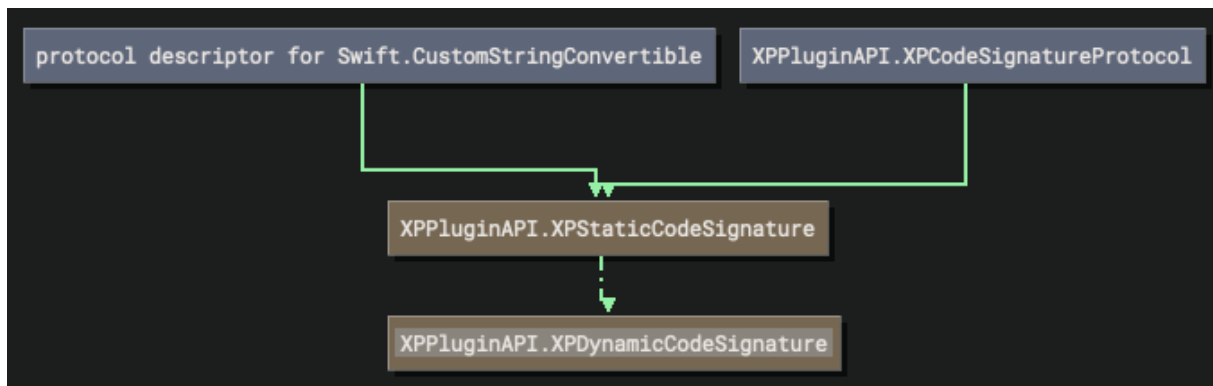 protocol descriptor for Swift.CustomStringConvertible
XPPluginAPI.XPCodeSignatureProtocol
XPPluginAPI.XPStaticCodeSignature
XPPluginAPI.XPDynamicCodeSignature